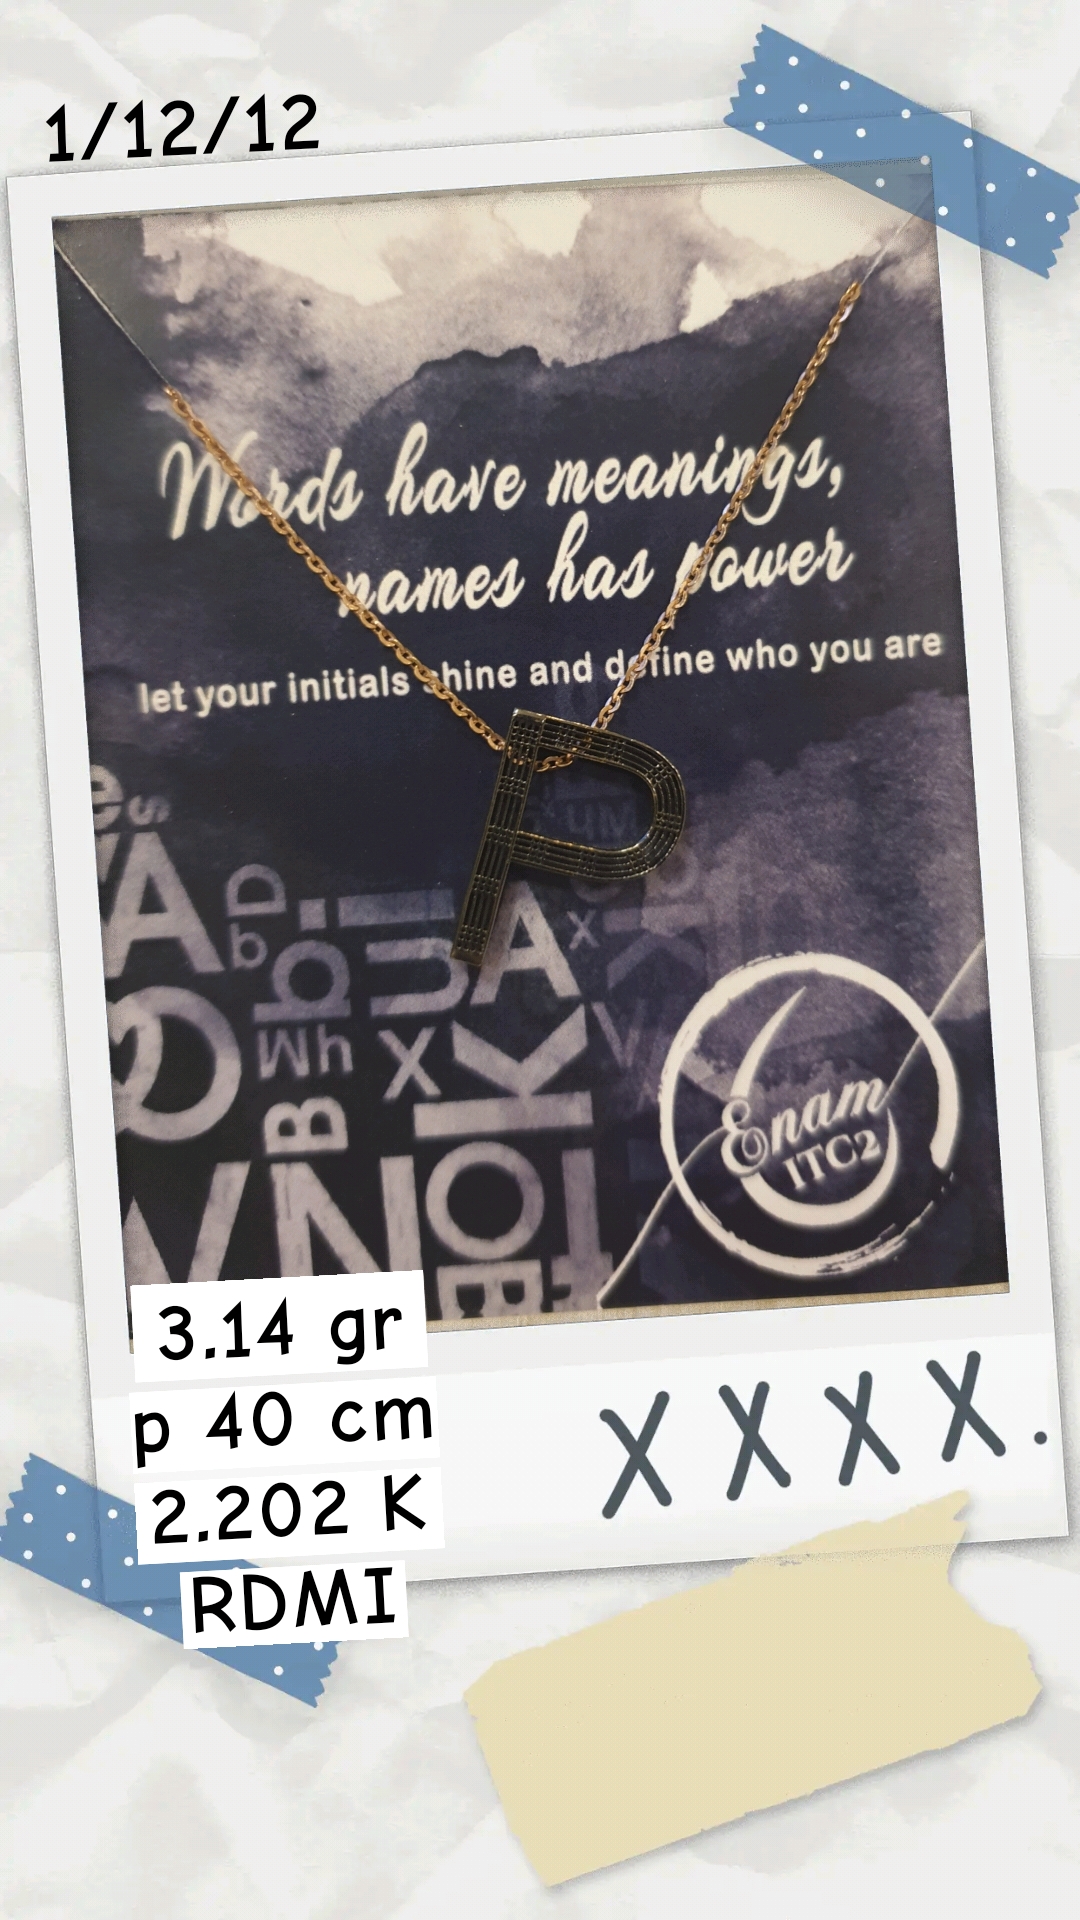 1/12/12
Words have meanings,
names has power
let your initials shine and define who you are
P
Enam
ITC2
3.14 gr
p 40 cm
2.202 K
RDMI
X X X X.